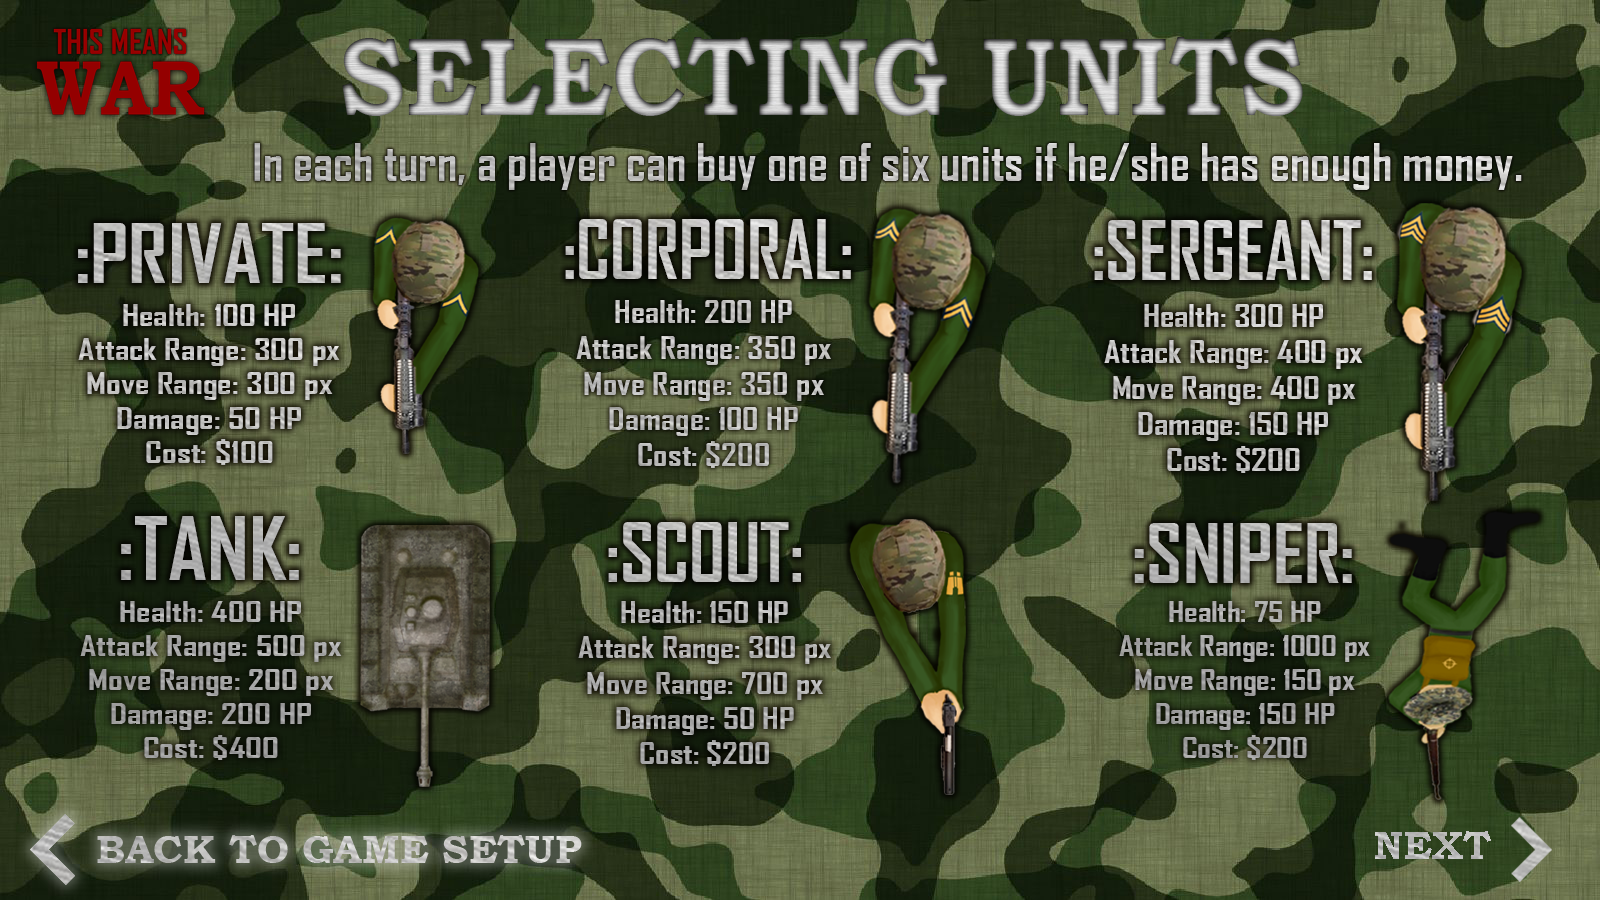 THIS MEANS
WAR
SELECTING UNITS
In each turn, a player can buy one of six units if he/she has enough money.
:PRIVATE:
Health: 100 HP
Attack Range: 300 px
Move Range: 300 px
Damage: 50 HP
Cost: $100
:CORPORAL:
Health: 200 HP
Attack Range: 350 px
Move Range: 350 px
Damage: 100 HP
Cost: $200
:SERGEANT:
Health: 300 HP
Attack Range: 400 px
Move Range: 400 px
Damage: 150 HP
Cost: $200
:TANK:
Health: 400 HP
Attack Range: 500 px
Move Range: 200 px
Damage: 200 HP
Cost: $400
:SCOUT:
Health: 150 HP
Attack Range: 300 px
Move Range: 700 px
Damage: 50 HP
Cost: $200
:SNIPER:
Health: 75 HP
Attack Range: 1000 px
Move Range: 150 px
Damage: 150 HP
Cost: $200
BACK TO GAME SETUP
NEXT